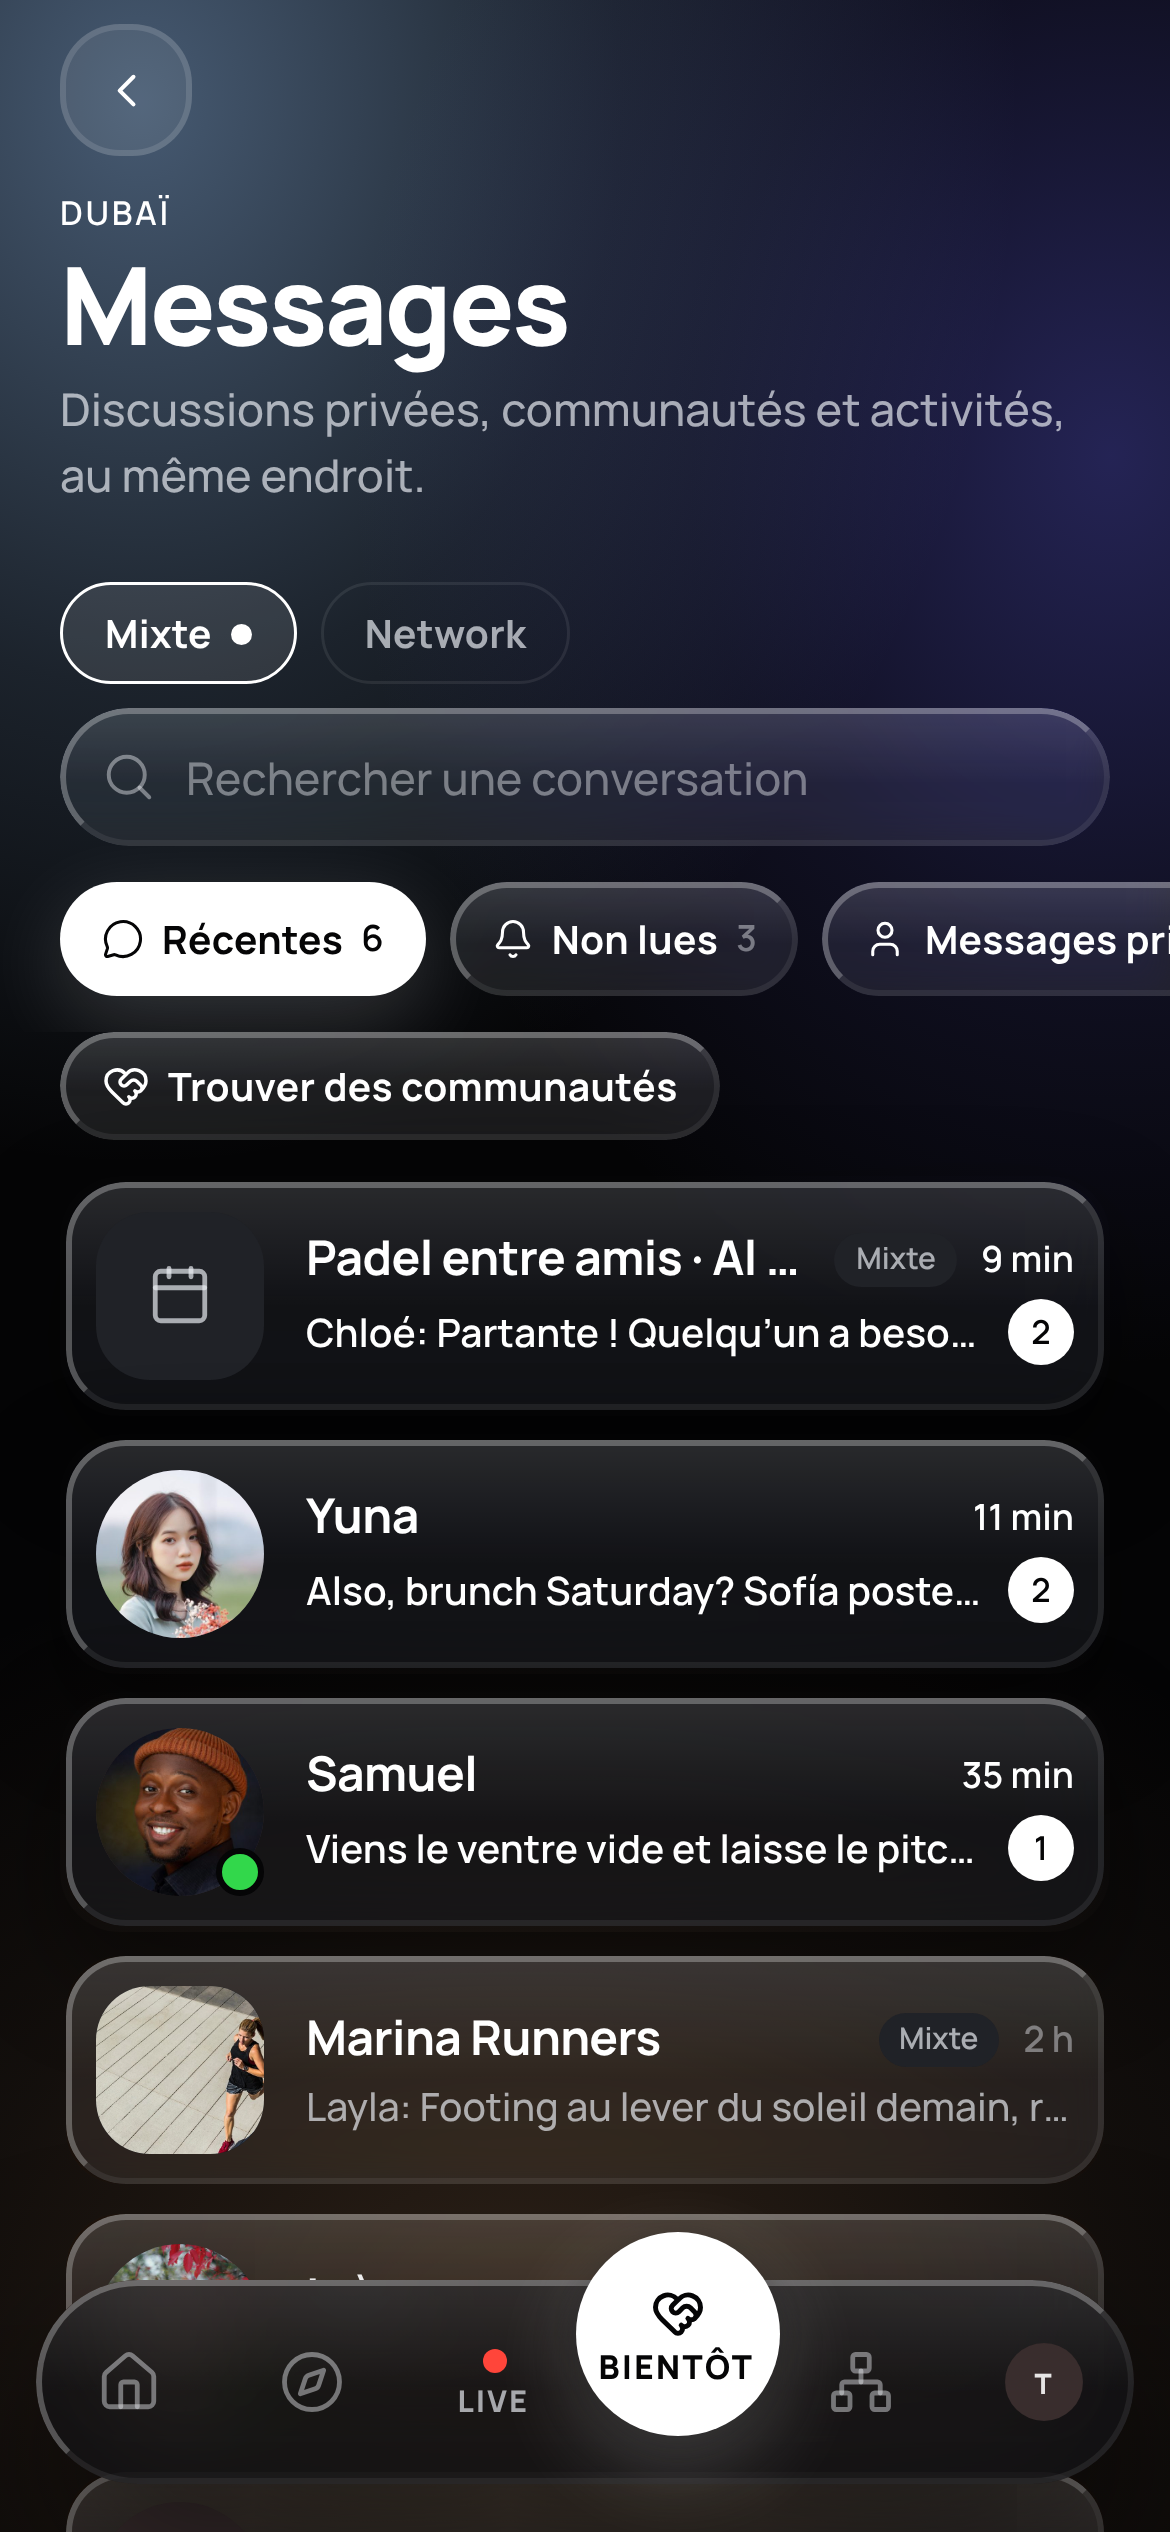 DUBAÏ
Messages
Discussions privées, communautés et activités,
au même endroit.
Mixte
Network
Rechercher une conversation
Récentes 6
Non lues 3
Messages pri
Trouver des communautés
Padel entre amis · Al ...
Mixte
9 min
Chloé: Partante ! Quelqu’un a beso...
2
Yuna
11 min
Also, brunch Saturday? Sofía poste...
2
Samuel
35 min
Viens le ventre vide et laisse le pitc...
1
Marina Runners
Mixte
2 h
Layla: Footing au lever du soleil demain, r...
LIVE
BIENTÔT
T